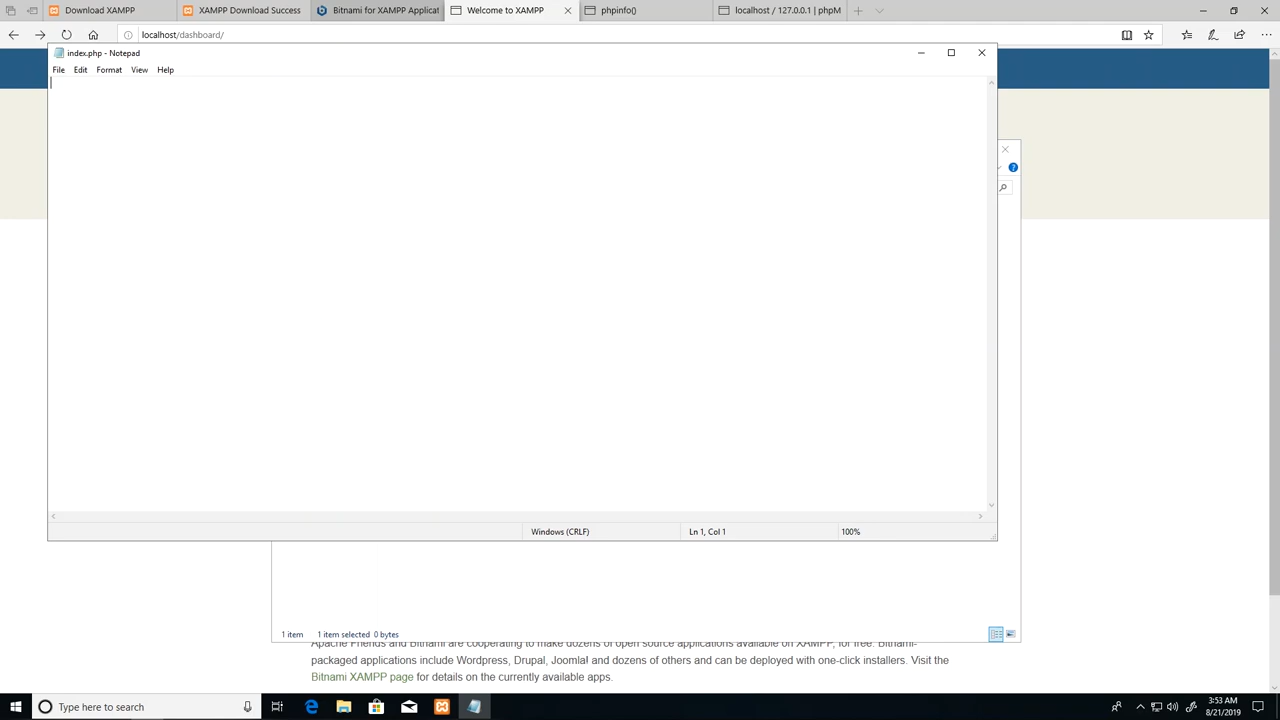 Download XAMPP
XAMPP Download Success
Bitnami for XAMPP Applicat
Welcome to XAMPP
phpinfo()
localhost / 127.0.0.1 | phpM
localhost/dashboard/
index.php - Notepad
File Edit Format View Help
Windows (CRLF)
Ln 1, Col 1
100%
1 item 1 item selected 0 bytes
Apache Friends and Bitnami are cooperating to make dozens of open source applications available on XAMPP, for free. Bitnami-
packaged applications include Wordpress, Drupal, Joomla! and dozens of others and can be deployed with one-click installers. Visit the
Bitnami XAMPP page for details on the currently available apps.
Type here to search
3:53 AM
8/21/2019